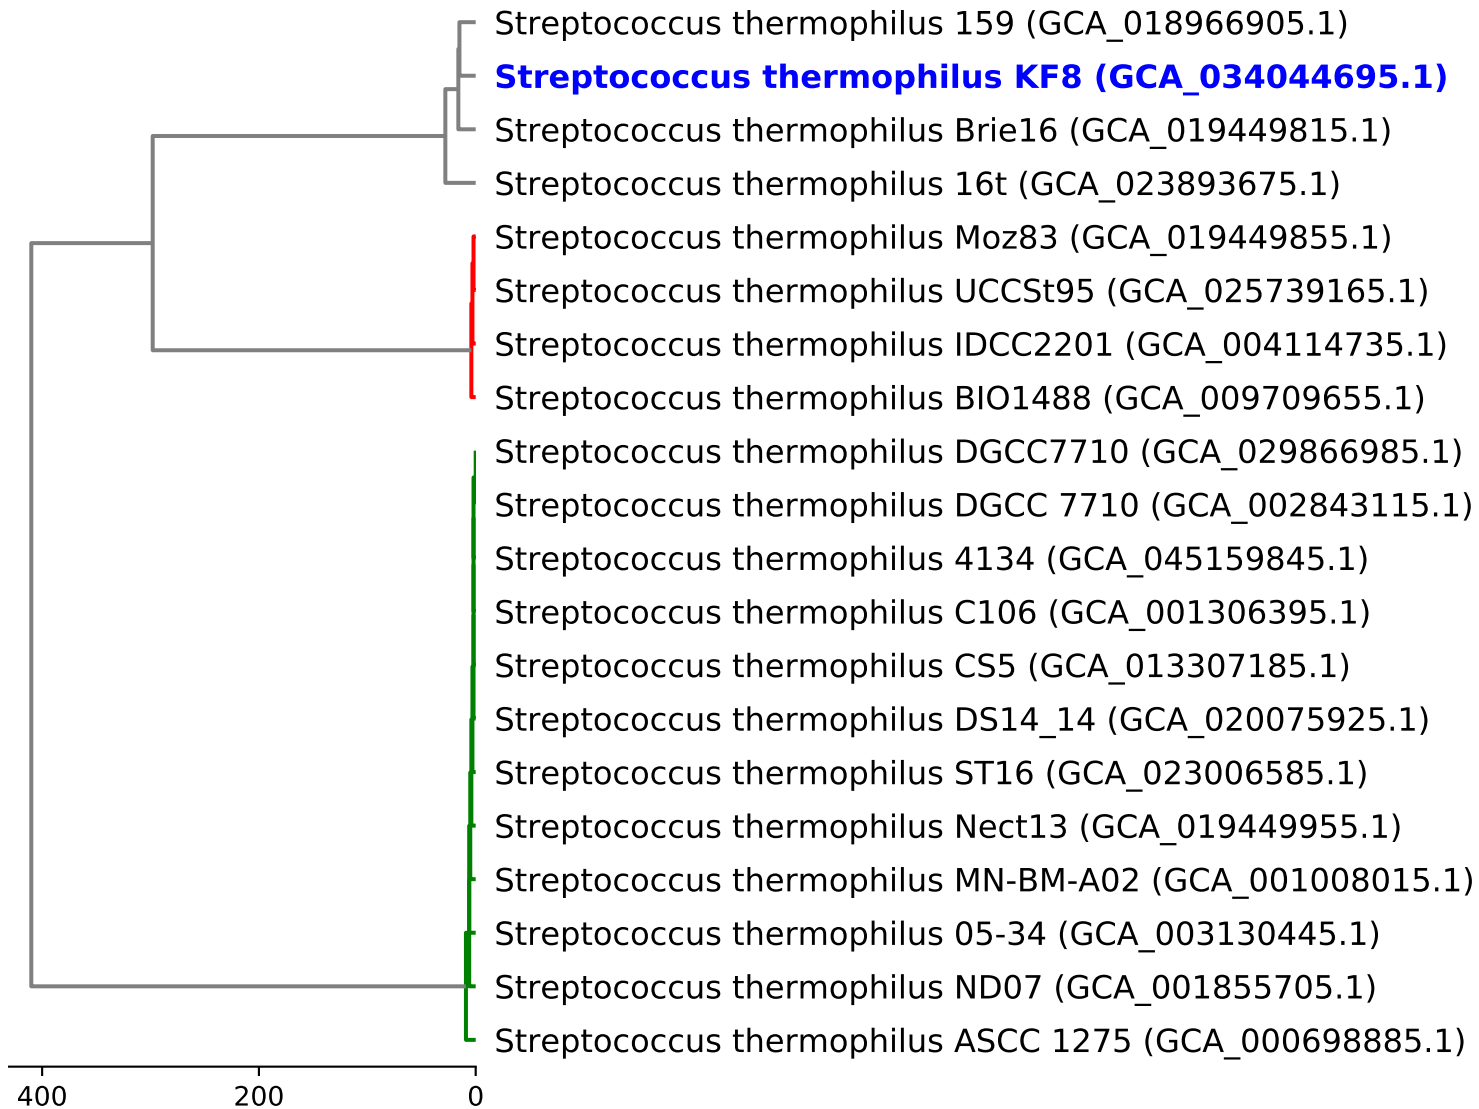 Streptococcus thermophilus 159 (GCA_018966905.1)
Streptococcus thermophilus KF8 (GCA_034044695.1)
Streptococcus thermophilus Brie16 (GCA_019449815.1)
Streptococcus thermophilus 16t (GCA_023893675.1)
Streptococcus thermophilus Moz83 (GCA_019449855.1)
Streptococcus thermophilus UCCSt95 (GCA_025739165.1)
Streptococcus thermophilus IDCC2201 (GCA_004114735.1)
Streptococcus thermophilus BIO1488 (GCA_009709655.1)
Streptococcus thermophilus DGCC7710 (GCA_029866985.1)
Streptococcus thermophilus DGCC 7710 (GCA_002843115.1)
Streptococcus thermophilus 4134 (GCA_045159845.1)
Streptococcus thermophilus C106 (GCA_001306395.1)
Streptococcus thermophilus CS5 (GCA_013307185.1)
Streptococcus thermophilus DS14_14 (GCA_020075925.1)
Streptococcus thermophilus ST16 (GCA_023006585.1)
Streptococcus thermophilus Nect13 (GCA_019449955.1)
Streptococcus thermophilus MN-BM-A02 (GCA_001008015.1)
Streptococcus thermophilus 05-34 (GCA_003130445.1)
Streptococcus thermophilus ND07 (GCA_001855705.1)
Streptococcus thermophilus ASCC 1275 (GCA_000698885.1)
400 200 0